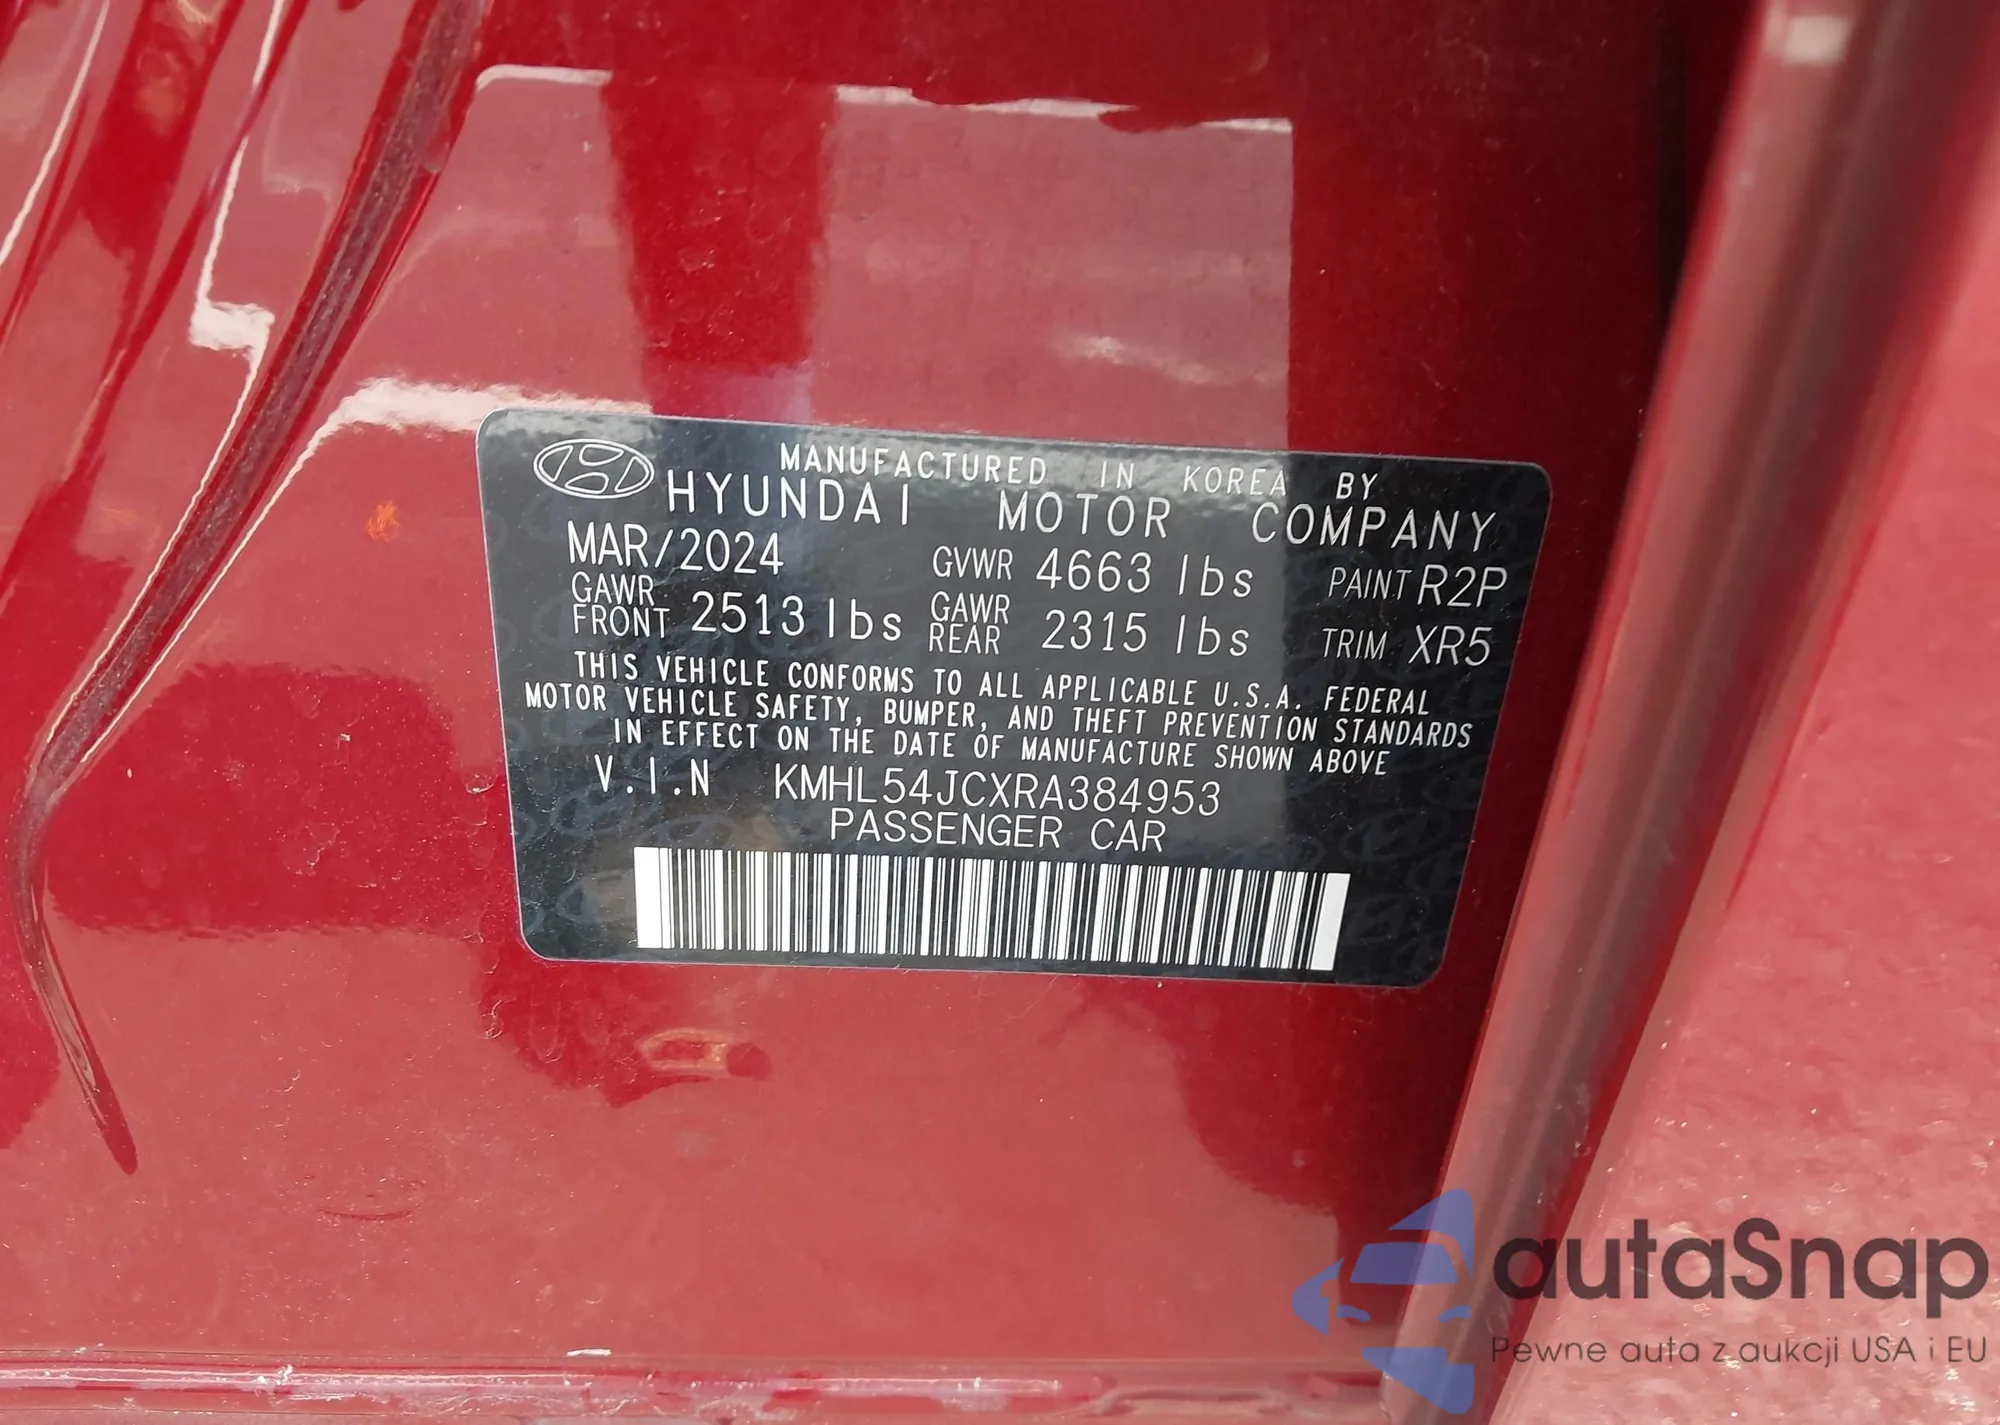 MANUFACTURED IN KOREA BY
HYUNDAI MOTOR COMPANY
MAR/2024 GVWR 4663 lbs PAINT R2P
GAWR FRONT 2513 lbs GAWR REAR 2315 lbs TRIM XR5
THIS VEHICLE CONFORMS TO ALL APPLICABLE U.S.A. FEDERAL
MOTOR VEHICLE SAFETY, BUMPER, AND THEFT PREVENTION STANDARDS
IN EFFECT ON THE DATE OF MANUFACTURE SHOWN ABOVE
V.I.N KMHL54JCXRA384953
PASSENGER CAR
autaSnap
Pewne auta z aukcji USA i EU